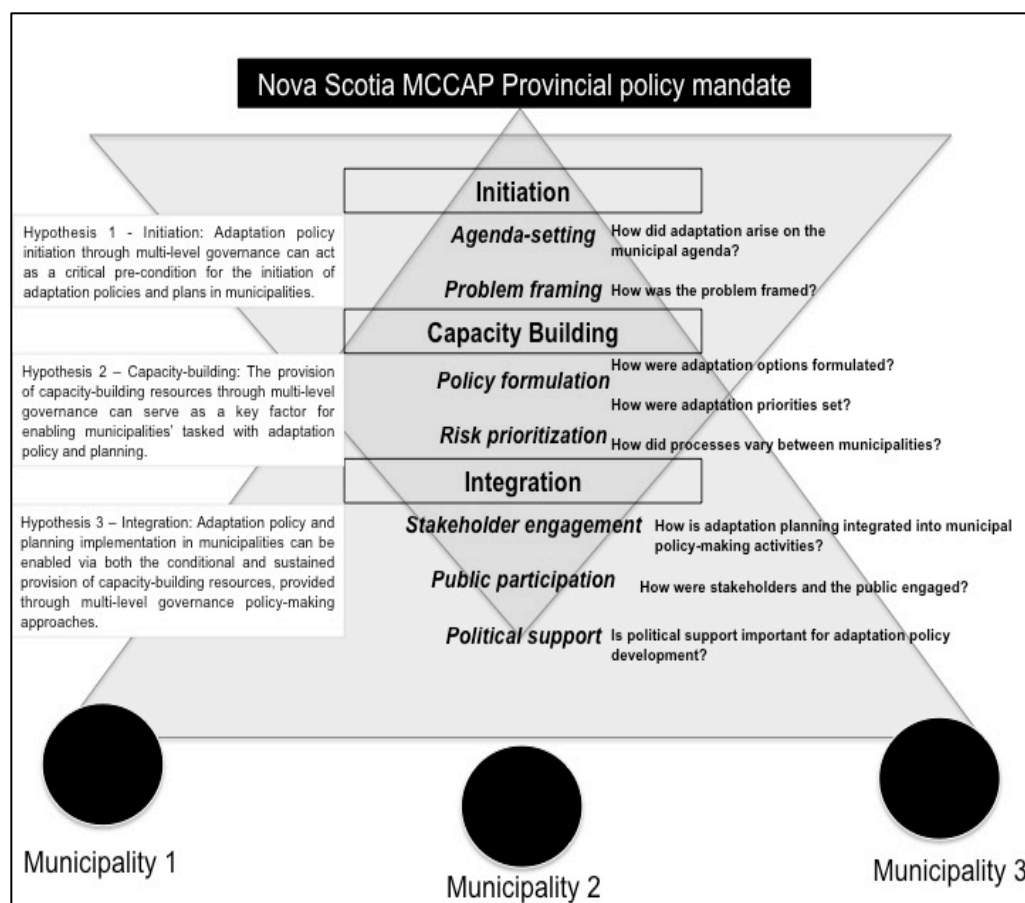 Nova Scotia MCCAP Provincial policy mandate
Initiation
Hypothesis 1 - Initiation: Adaptation policy
initiation through multi-level governance can act
as a critical pre-condition for the initiation of
adaptation policies and plans in municipalities.
Agenda-setting
How did adaptation arise on the
municipal agenda?
Problem framing
How was the problem framed?
Capacity Building
Hypothesis 2 – Capacity-building: The provision
of capacity-building resources through multi-level
governance can serve as a key factor for
enabling municipalities’ tasked with adaptation
policy and planning.
Policy formulation
How were adaptation options formulated?
How were adaptation priorities set?
Risk prioritization
How did processes vary between municipalities?
Integration
Hypothesis 3 – Integration: Adaptation policy and
planning implementation in municipalities can be
enabled via both the conditional and sustained
provision of capacity-building resources, provided
through multi-level governance policy-making
approaches.
Stakeholder engagement
How is adaptation planning integrated into municipal
policy-making activities?
Public participation
How were stakeholders and the public engaged?
Political support
Is political support important for adaptation policy
development?
Municipality 1
Municipality 2
Municipality 3